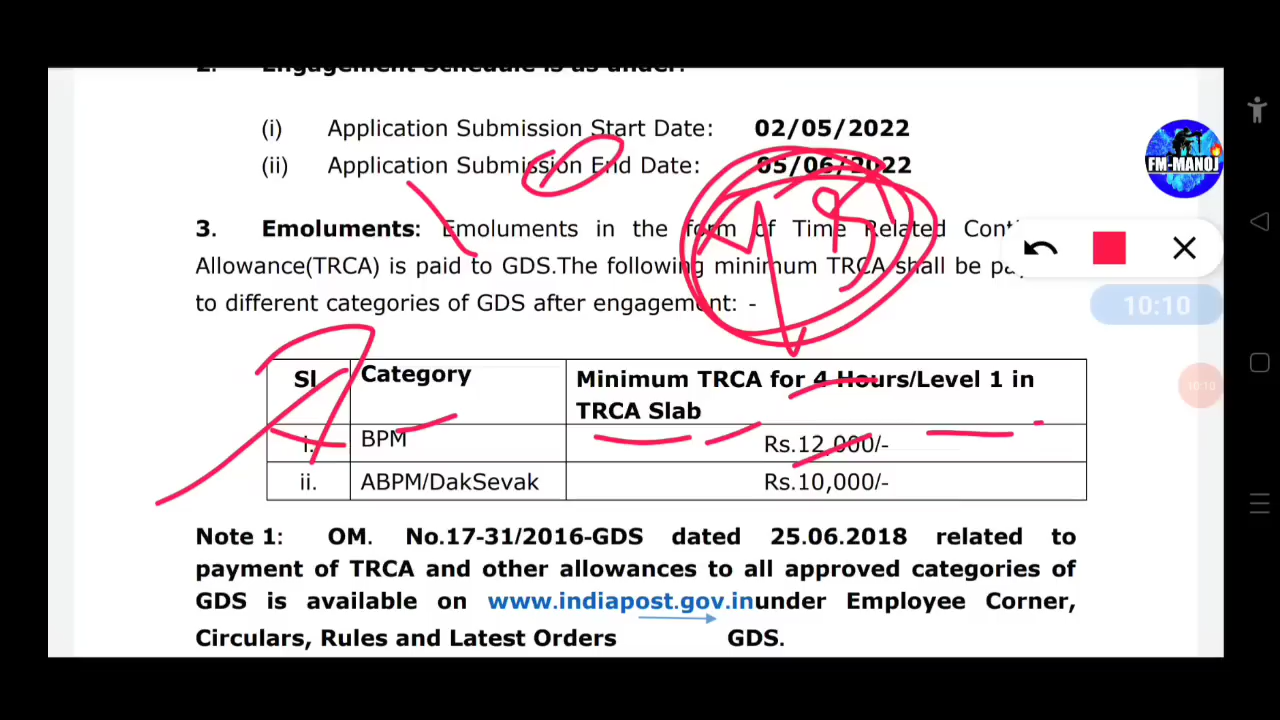 2. Engagement Schedule is as under:
(i) Application Submission Start Date: 02/05/2022
(ii) Application Submission End Date: 05/06/2022
3. Emoluments: Emoluments in the form of Time Related
Allowance(TRCA) is paid to GDS.The following minimum TRCA shall be
to different categories of GDS after engagement: -
Sl Category Minimum TRCA for 4 Hours/Level 1 in
TRCA Slab
i. BPM Rs.12,000/-
ii. ABPM/DakSevak Rs.10,000/-
Note 1: OM. No.17-31/2016-GDS dated 25.06.2018 related to
payment of TRCA and other allowances to all approved categories of
GDS is available on www.indiapost.gov.inunder Employee Corner,
Circulars, Rules and Latest Orders GDS.
FM-MANOJ
10:10
10:10